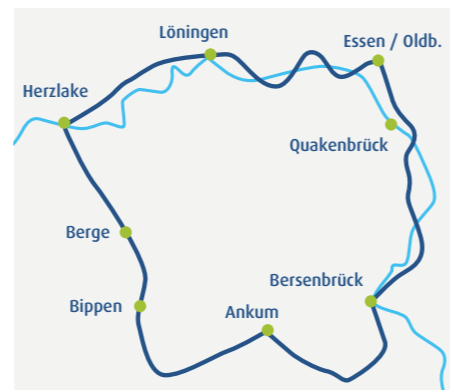 Löningen
Essen / Oldb.
Herzlake
Quakenbrück
Berge
Bersenbrück
Bippen
Ankum